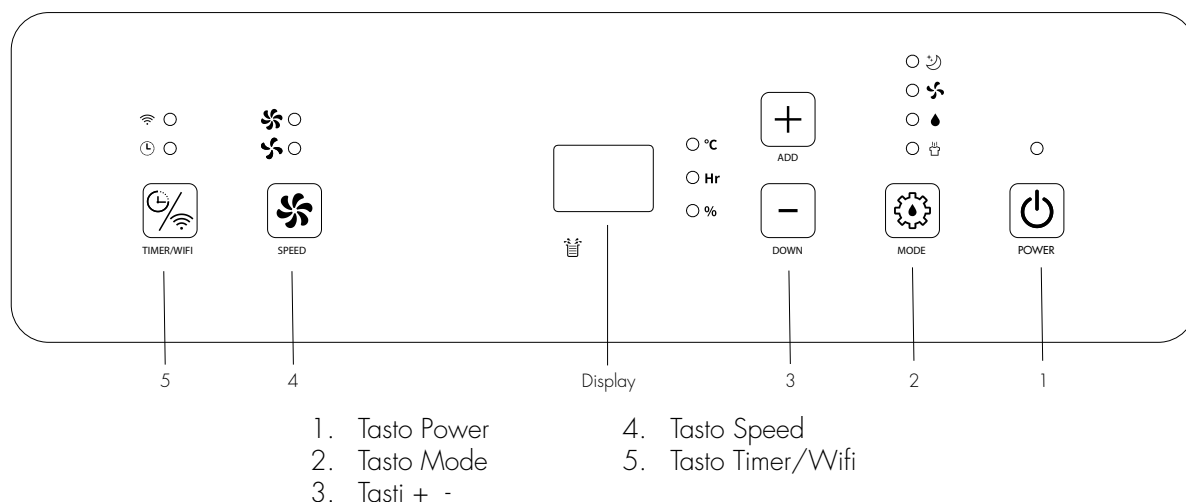 °C
ADD
Hr
%
TIMER/WIFI
SPEED
DOWN
MODE
POWER
5
4
Display
3
2
1
1. Tasto Power
2. Tasto Mode
3. Tasti + -
4. Tasto Speed
5. Tasto Timer/Wifi